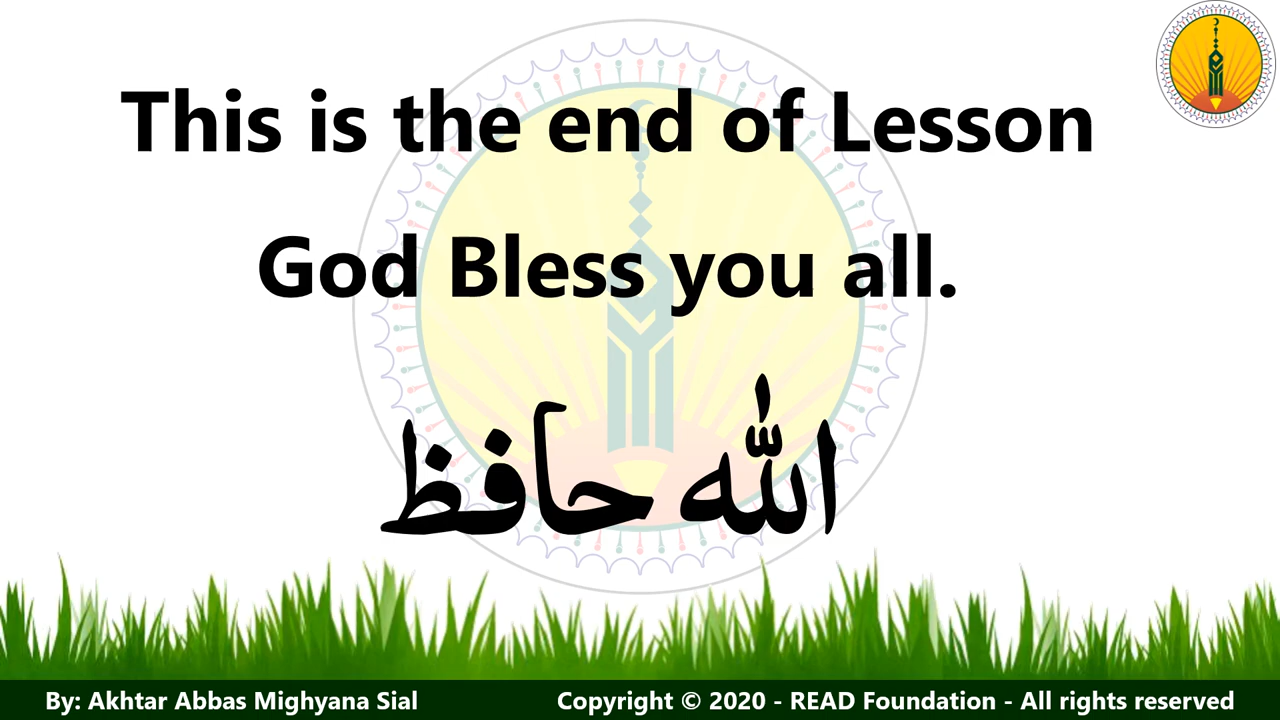 This is the end of Lesson
God Bless you all.
اللہ حافظ
By: Akhtar Abbas Mighyana Sial
Copyright © 2020 - READ Foundation - All rights reserved